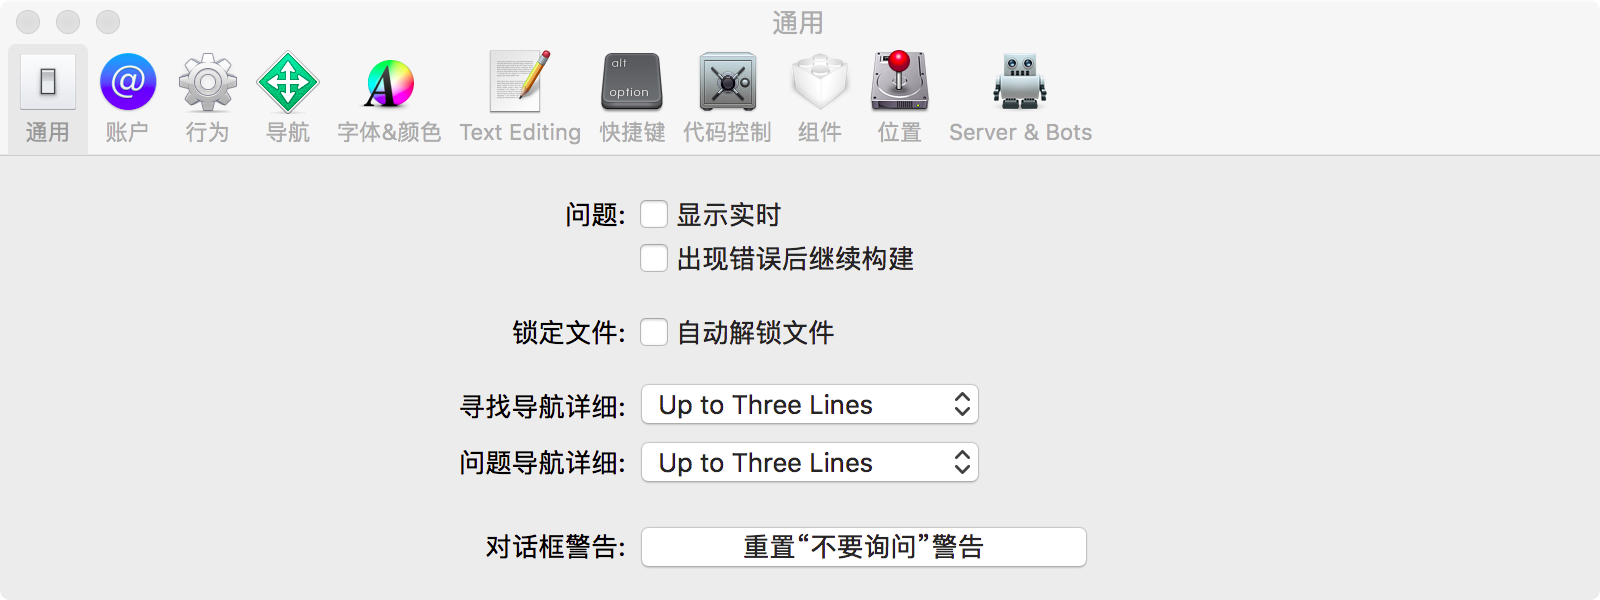 通用
@
alt
option
A
通用 账户 行为 导航 字体&颜色 Text Editing 快捷键 代码控制 组件 位置 Server & Bots
问题: 显示实时
出现错误后继续构建
锁定文件: 自动解锁文件
寻找导航详细: Up to Three Lines
问题导航详细: Up to Three Lines
对话框警告: 重置“不要询问”警告